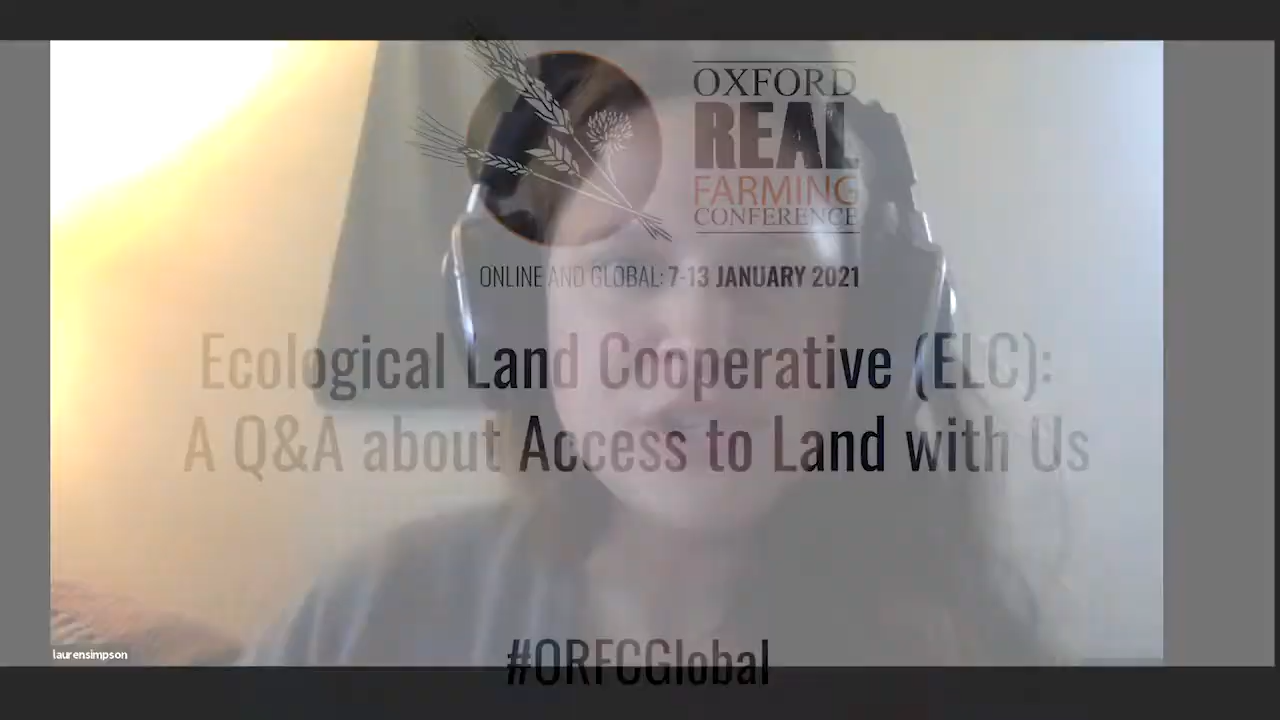 OXFORD
REAL
FARMING
CONFERENCE
ONLINE AND GLOBAL: 7-13 JANUARY 2021
Ecological Land Cooperative (ELC):
A Q&A about Access to Land with Us
laurensimpson
#ORFCGlobal